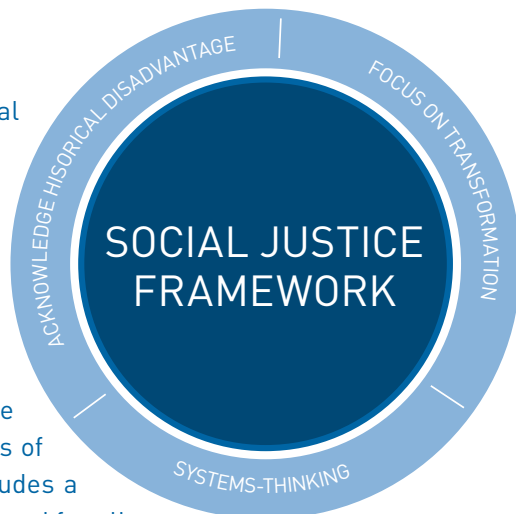 al
ACKNOWLEDGE HISORICAL DISADVANTAGE
FOCUS ON TRANSFORMATION
SOCIAL JUSTICE
FRAMEWORK
e
s of
udes a
SYSTEMS-THINKING